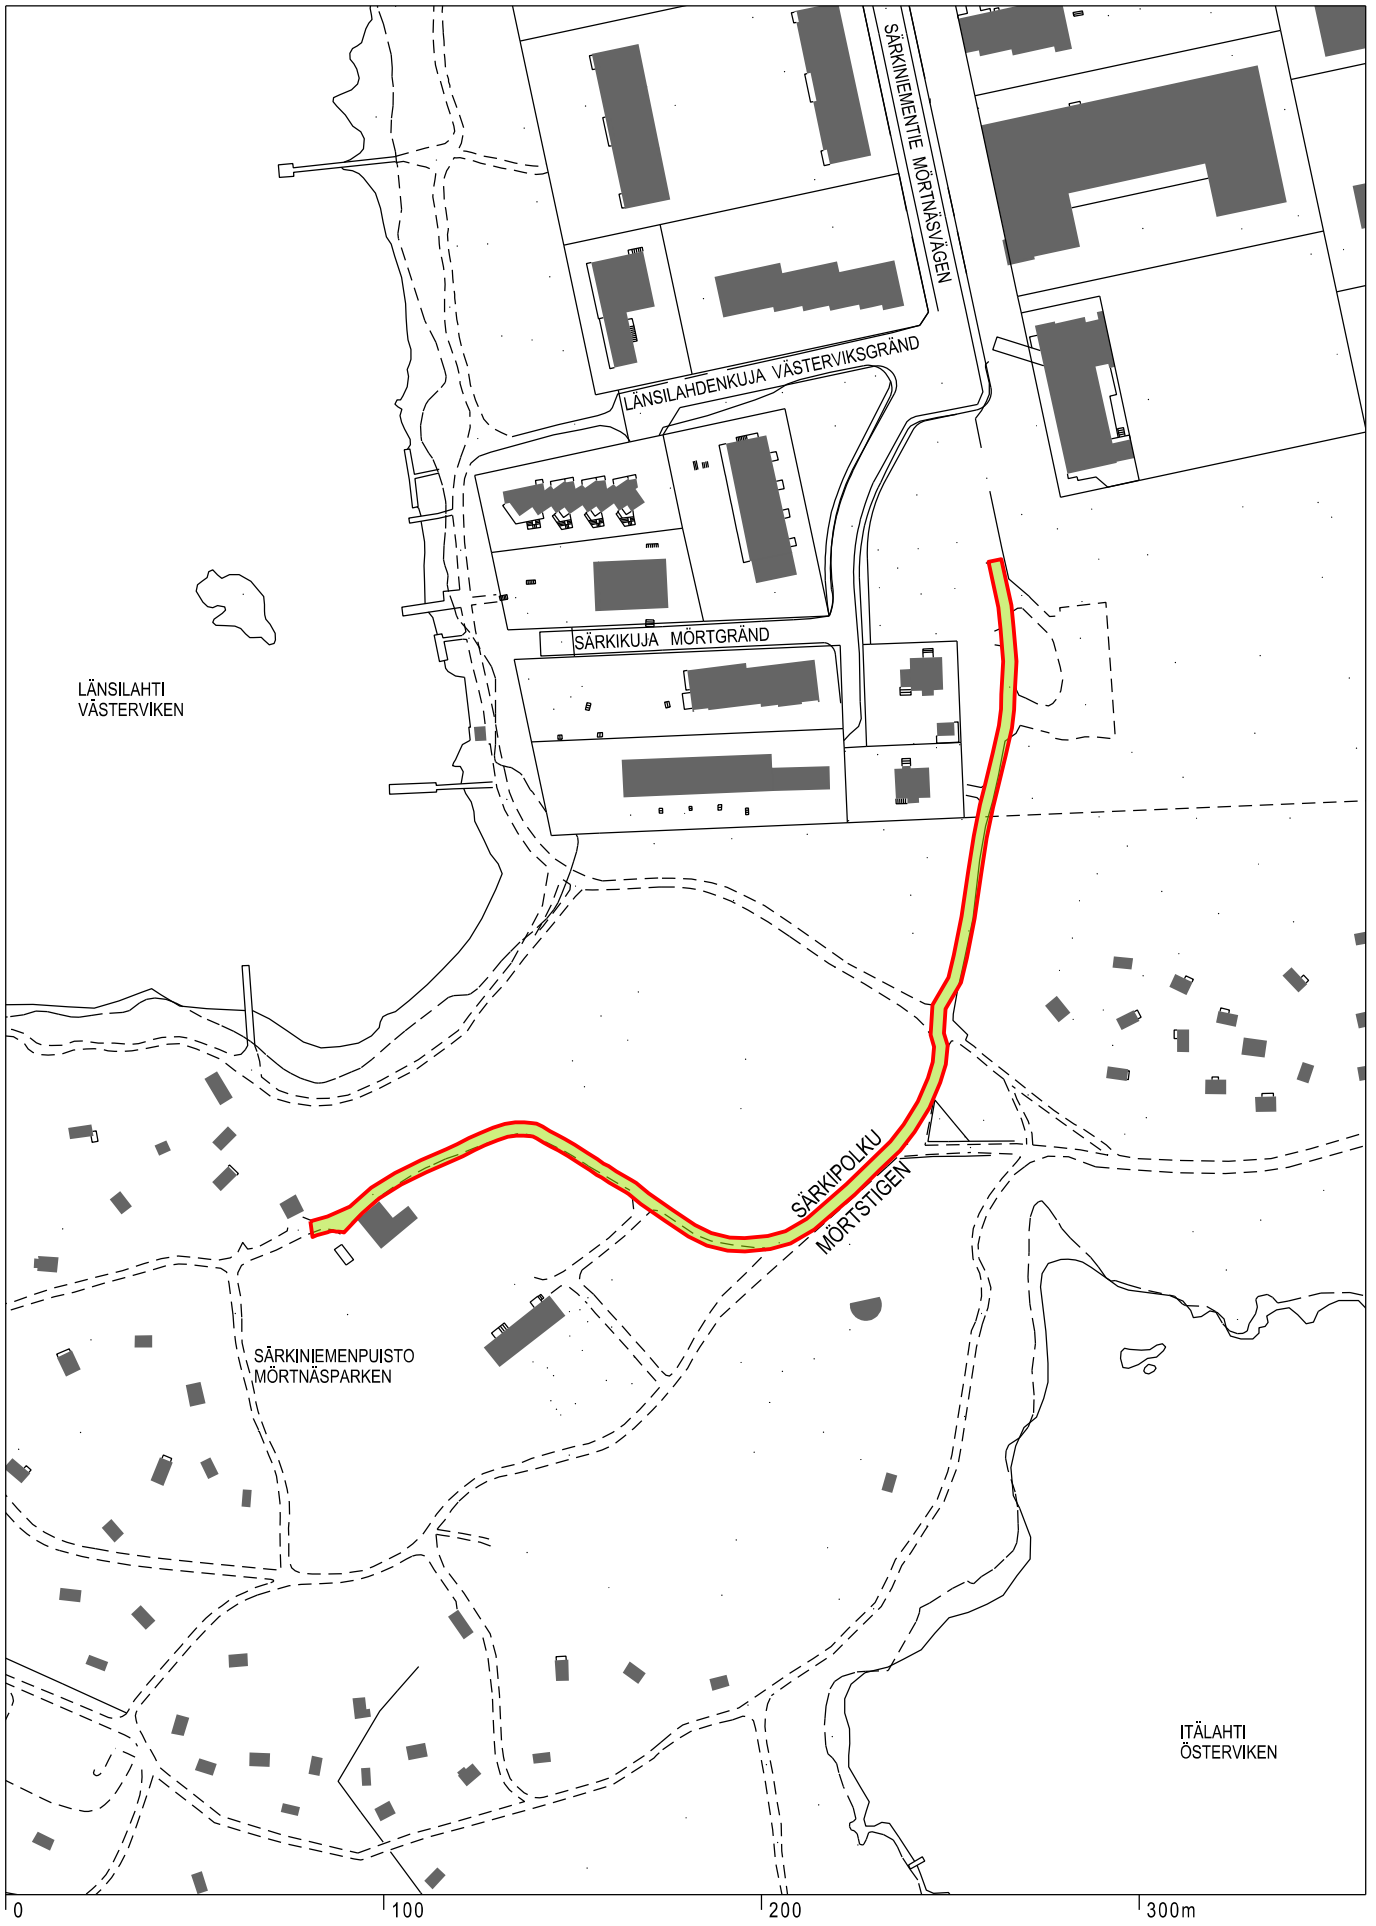 SÄRKINIEMENTIE MÖRTNÄSVÄGEN
LÄNSILAHDENKUJA VÄSTERVIKSGRÄND
SÄRKIKUJA MÖRTGRÄND
LÄNSILAHTI
VÄSTERVIKEN
SÄRKIPOLKU
MÖRTSTIGEN
SÄRKINIEMENPUISTO
MÖRTNÄSPARKEN
ITÄLAHTI
ÖSTERVIKEN
0 100 200 300m